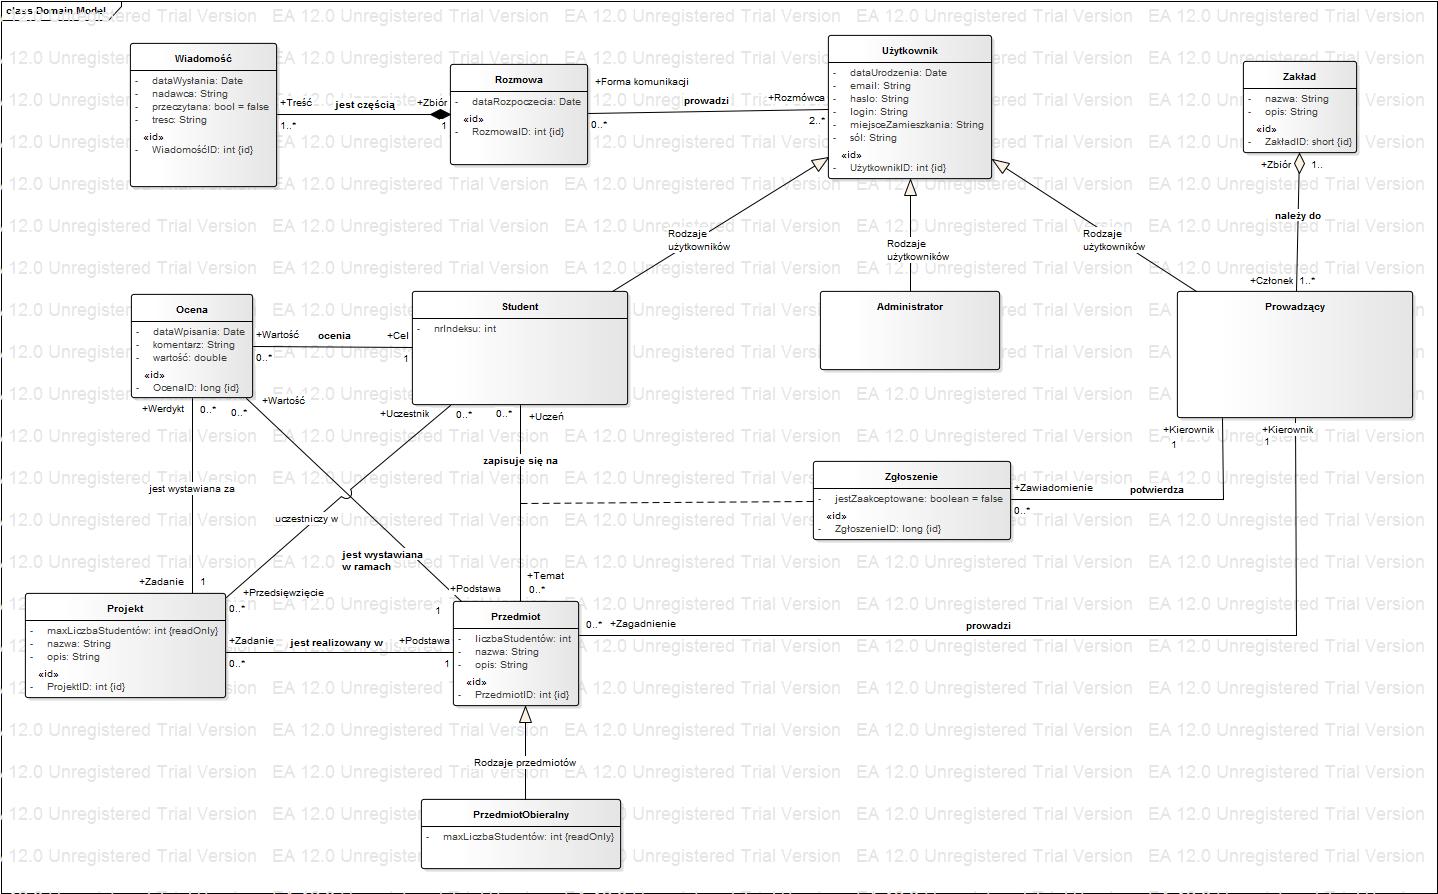 class Domain Model
EA 12.0 Unregistered Trial Version
Wiadomość
- dataWysłania: Date
- nadawca: String
- przeczytana: bool = false
- tresc: String
«id»
- WiadomośćID: int {id}
+Treść
1..*
jest częścią
+Zbiór
1
Rozmowa
- dataRozpoczecia: Date
«id»
- RozmowaID: int {id}
+Forma komunikacji
0..*
prowadzi
+Rozmówca
2..*
Użytkownik
- dataUrodzenia: Date
- email: String
- hasło: String
- login: String
- miejsceZamieszkania: String
- sól: String
«id»
- UżytkownikID: int {id}
Zakład
- nazwa: String
- opis: String
«id»
- ZakładID: short {id}
+Zbiór
1..
należy do
+Członek
1..*
Rodzaje
użytkowników
Rodzaje
użytkowników
Rodzaje
użytkowników
Ocena
- dataWpisania: Date
- komentarz: String
- wartość: double
«id»
- OcenaID: long {id}
+Wartość
0..*
ocenia
+Cel
1
Student
- nrIndeksu: int
Administrator
Prowadzący
+Werdykt
0..*
0..*
+Wartość
+Uczestnik
0..*
0..*
+Uczeń
+Kierownik
1
+Kierownik
1
zapisuje się na
jest wystawiana za
uczestniczy w
jest wystawiana
w ramach
Zgłoszenie
- jestZaakceptowane: boolean = false
«id»
- ZgłoszenieID: long {id}
+Zawiadomienie
0..*
potwierdza
+Zadanie
1
+Przedsięwzięcie
0..*
+Podstawa
1
+Temat
0..*
Projekt
- maxLiczbaStudentów: int {readOnly}
- nazwa: String
- opis: String
«id»
- ProjektID: int {id}
+Zadanie
0..*
jest realizowany w
+Podstawa
1
Przedmiot
- liczbaStudentów: int
- nazwa: String
- opis: String
«id»
- PrzedmiotID: int {id}
0..*
+Zagadnienie
prowadzi
Rodzaje przedmiotów
PrzedmiotObieralny
- maxLiczbaStudentów: int {readOnly}